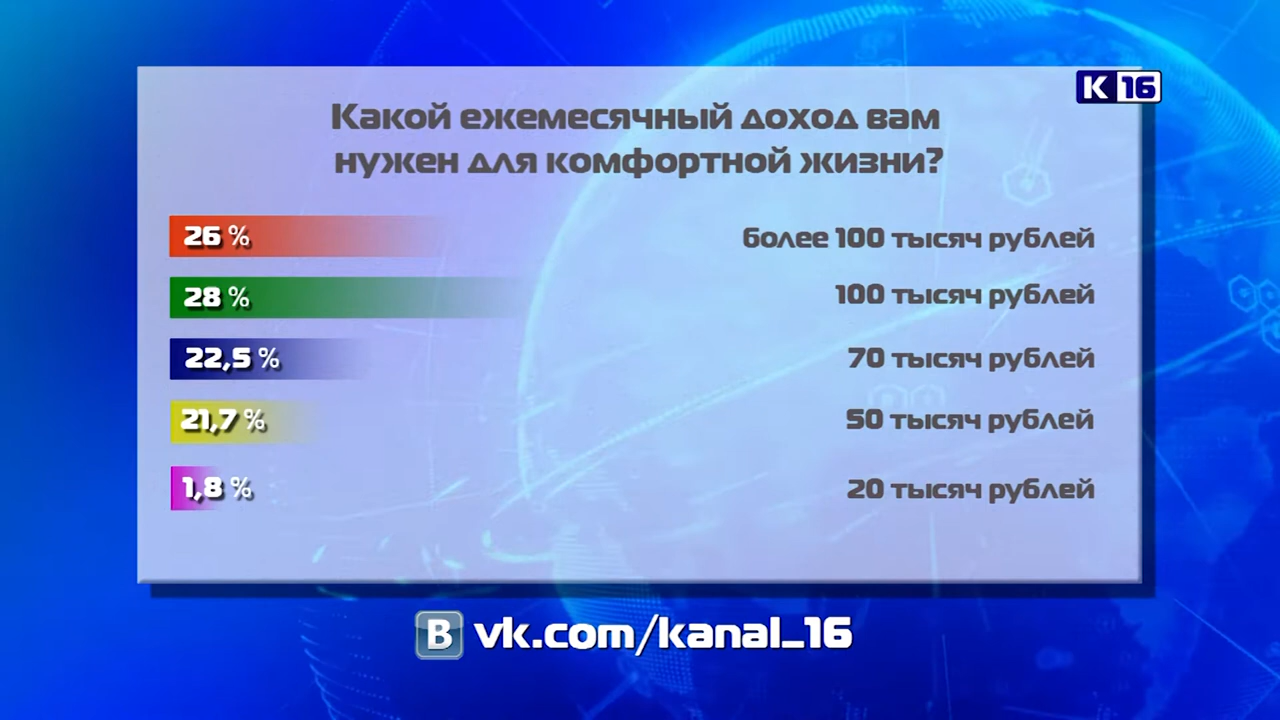 К 16
Какой ежемесячный доход вам
нужен для комфортной жизни?
26 % более 100 тысяч рублей
28 % 100 тысяч рублей
22,5 % 70 тысяч рублей
21,7 % 50 тысяч рублей
1,8 % 20 тысяч рублей
В vk.com/kanal_16